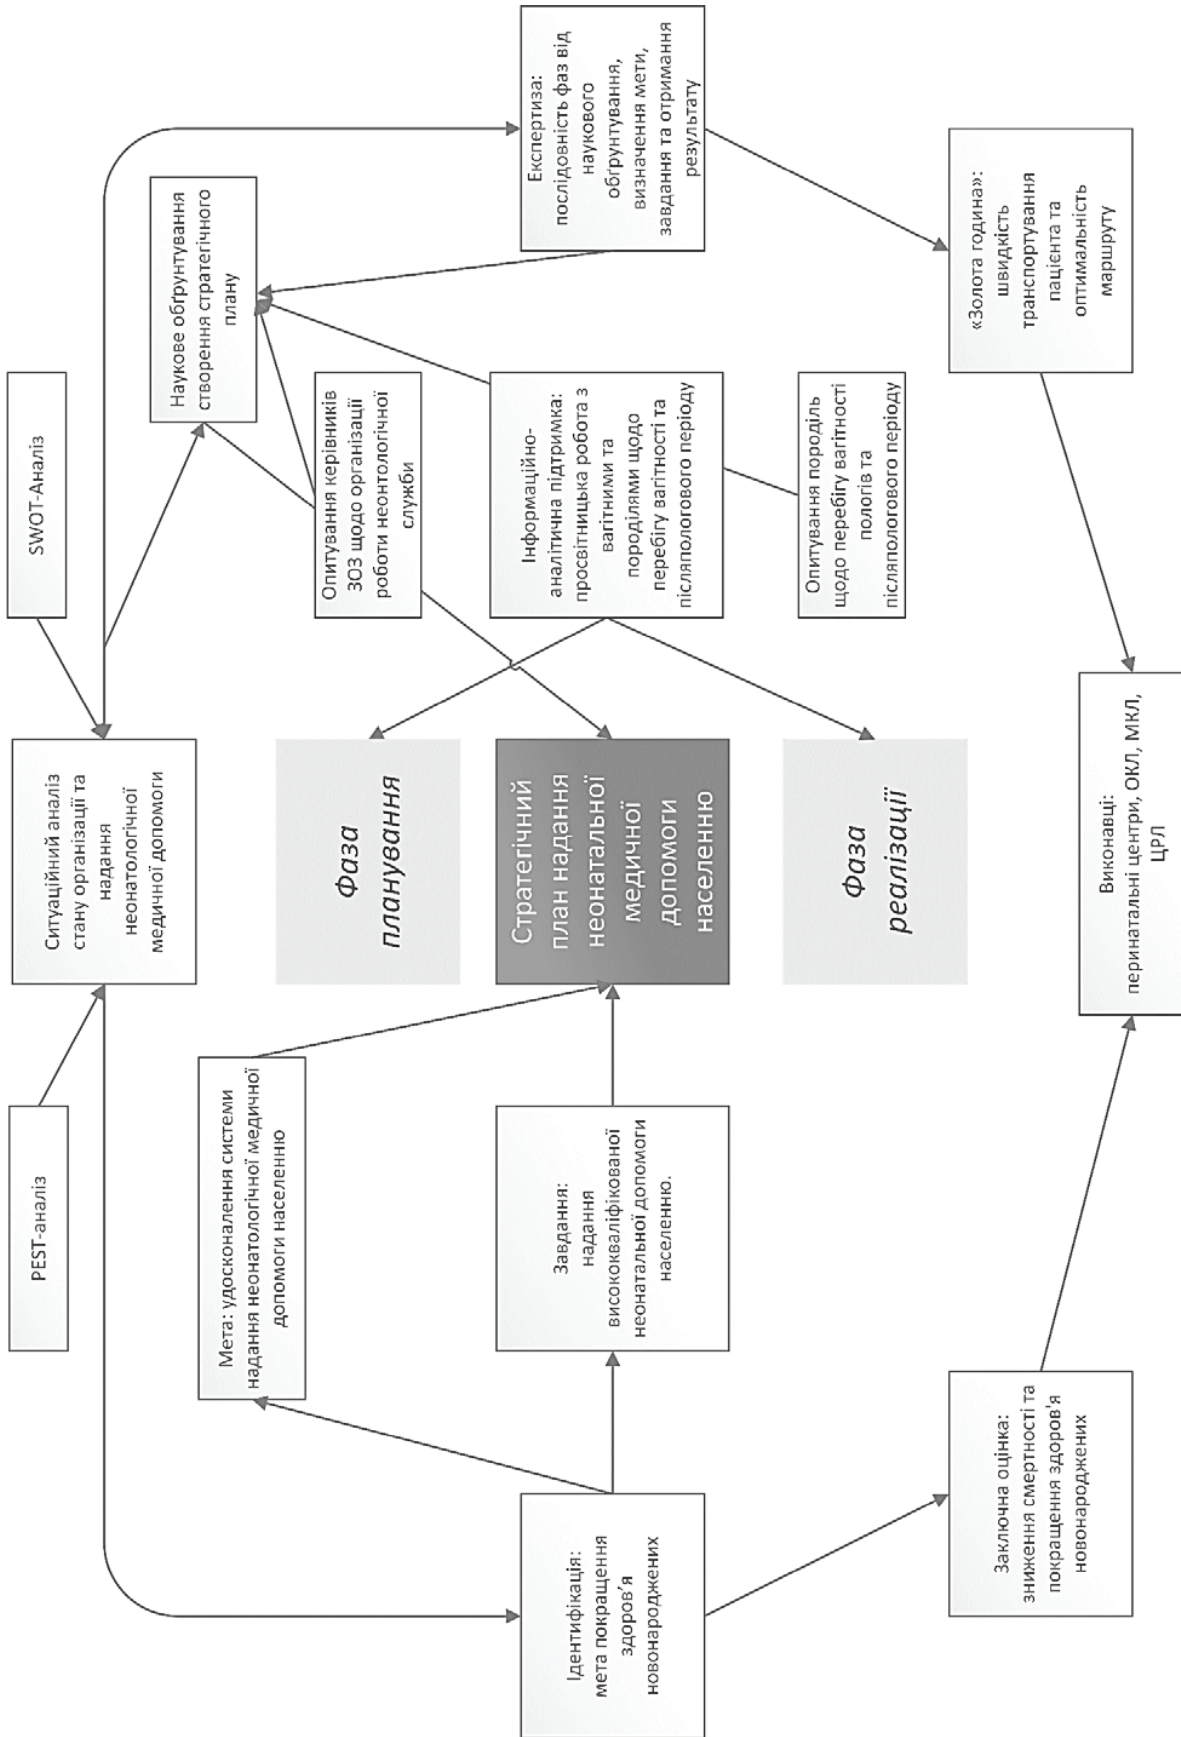 PEST-аналіз
SWOT-Аналіз
Ситуаційний аналіз
стану організації та
надання
неонатологічної
медичної допомоги
Мета: удосконалення системи
надання неонатологічної медичної
допомоги населенню
Фаза
планування
Наукове обґрунтування
створення стратегічного
плану
Опитування керівників
ЗОЗ щодо організації
роботи неонтологічної
служби
Ідентифікація:
мета покращення
здоров’я
новонароджених
Завдання:
надання
висококваліфікованої
неонатальної допомоги
населенню.
Стратегічний
план надання
неонатальної
медичної
допомоги
населенню
Інформаційно-
аналітична підтримка:
просвітницька робота з
вагітними та
породілями щодо
перебігу вагітності та
післяпологового періоду
Експертиза:
послідовність фаз від
наукового
обґрунтування,
визначення мети,
завдання та отримання
результату
Фаза
реалізації
Опитування породіль
щодо перебігу вагітності
пологів та
післяпологового періоду
Заключна оцінка:
зниження смертності та
покращення здоров'я
новонароджених
«Золота година»:
швидкість
транспортування
пацієнта та
оптимальність
маршруту
Виконавці:
перинатальні центри, ОКЛ, МКЛ,
ЦРЛ